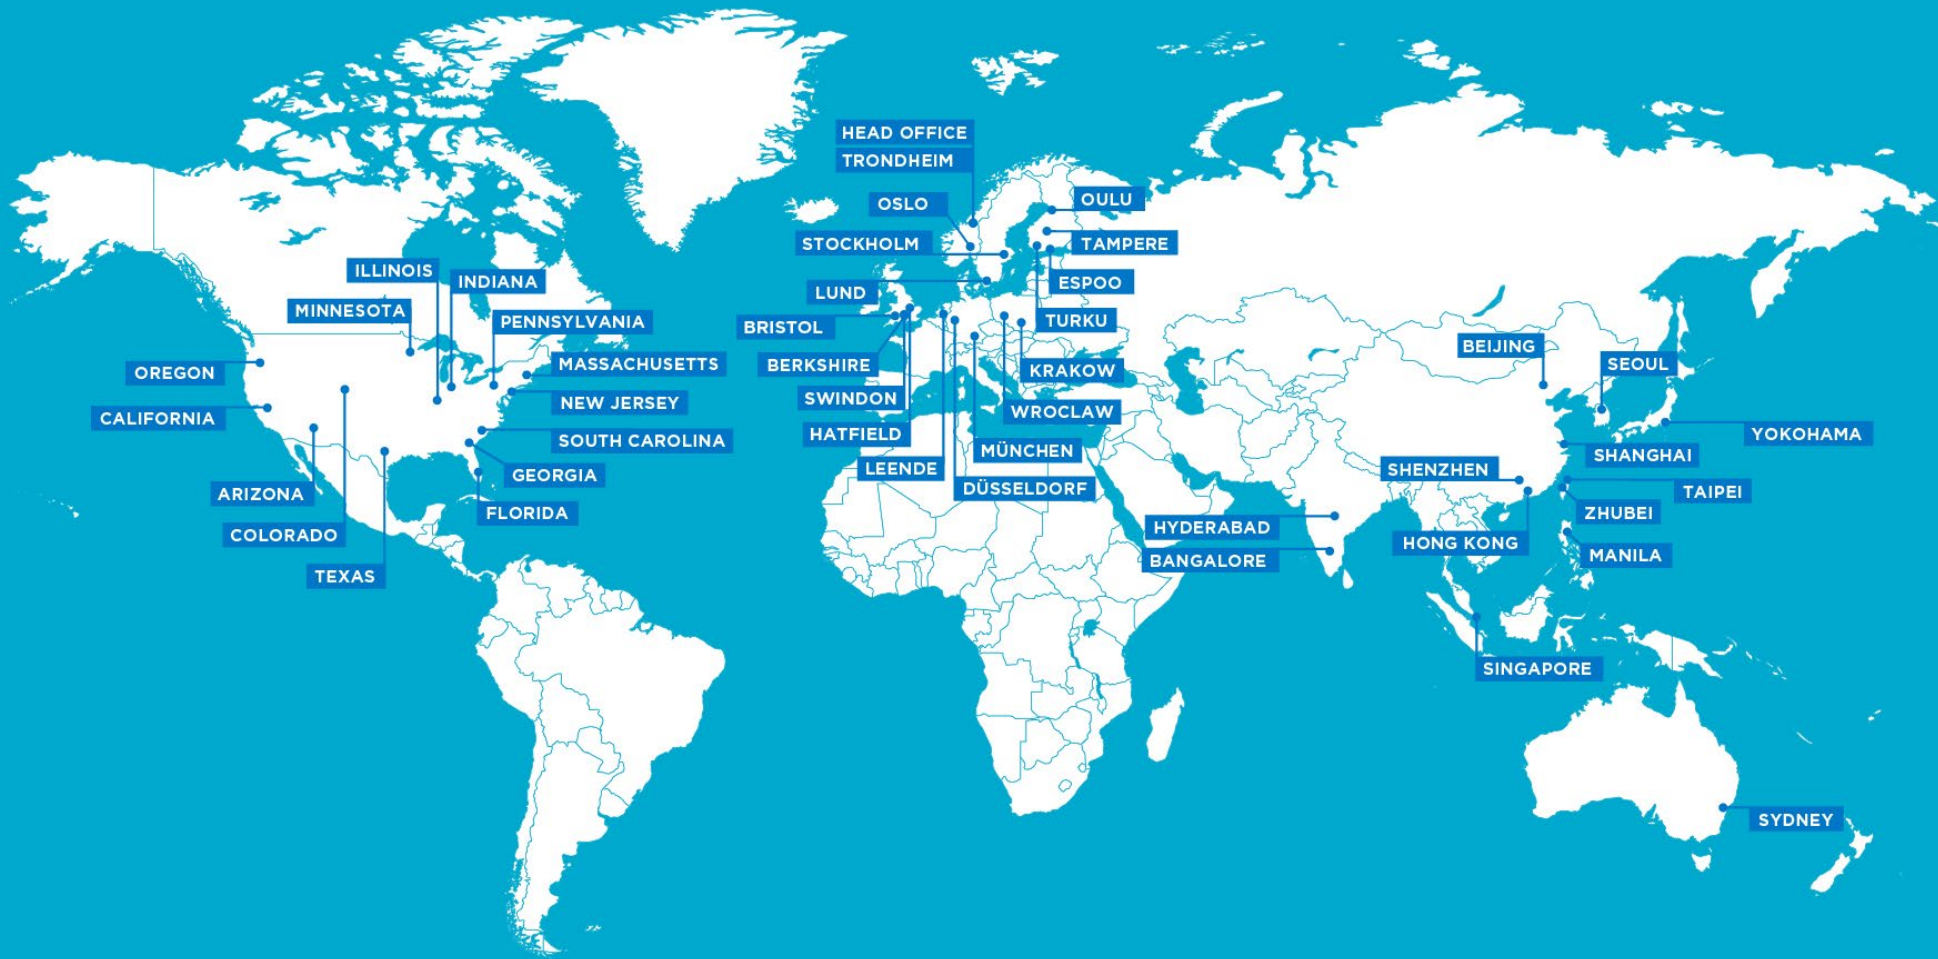 HEAD OFFICE
TRONDHEIM
OSLO
STOCKHOLM
LUND
BRISTOL
BERKSHIRE
SWINDON
HATFIELD
LEENDE
OULU
TAMPERE
ESPOO
TURKU
KRAKOW
WROCLAW
MÜNCHEN
DÜSSELDORF
ILLINOIS
INDIANA
MINNESOTA
PENNSYLVANIA
OREGON
MASSACHUSETTS
CALIFORNIA
NEW JERSEY
SOUTH CAROLINA
GEORGIA
ARIZONA
FLORIDA
COLORADO
TEXAS
BEIJING
SEOUL
YOKOHAMA
SHANGHAI
SHENZHEN
TAIPEI
ZHUBEI
HYDERABAD
HONG KONG
MANILA
BANGALORE
SINGAPORE
SYDNEY